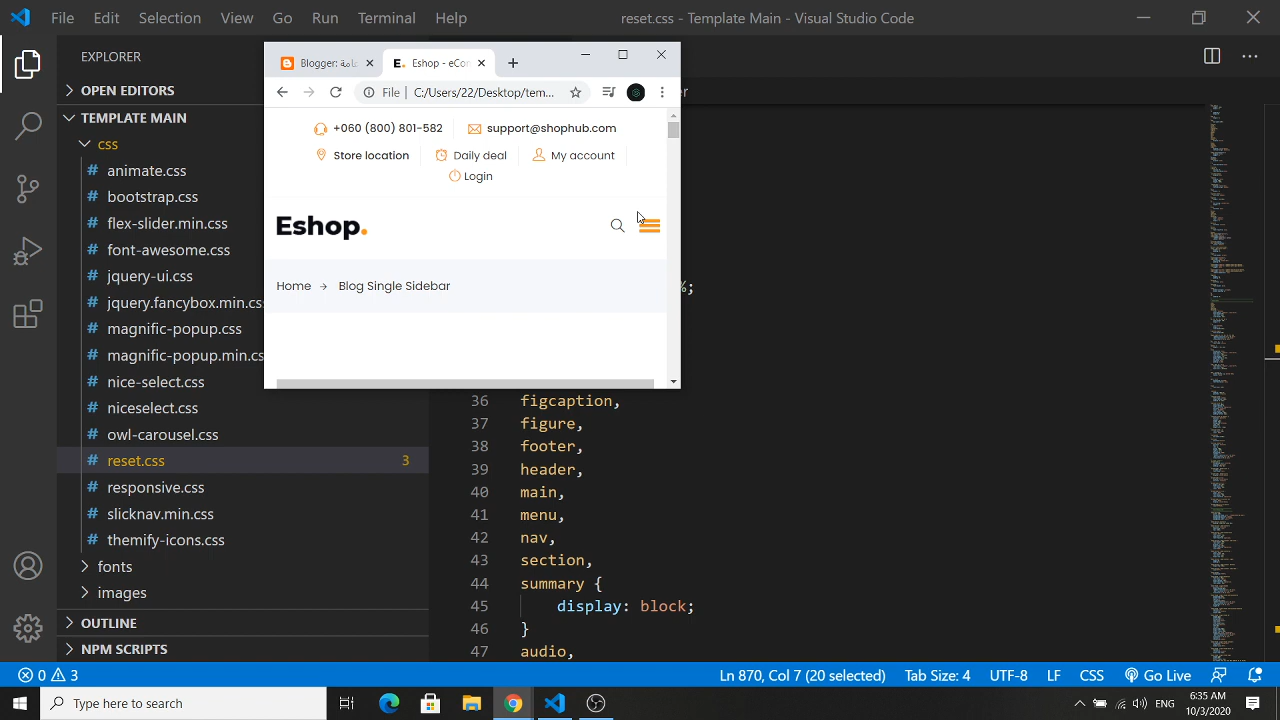 File Edit Selection View Go Run Terminal Help reset.css - Template Main - Visual Studio Code
EXPLORER
OPEN EDITORS
TEMPLATE MAIN
css
animate.css
bootstrap.css
flex-slider.min.css
font-awesome.css
jquery-ui.css
jquery.fancybox.min.cs
magnific-popup.css
magnific-popup.min.css
nice-select.css
niceselect.css
owl-carousel.css
reset.css 3
responsive.css
slicknav.min.css
themify-icons.css
fonts
images
OUTLINE
NPM SCRIPTS
Blogger: عامة
E. Eshop - eCon
File C:/Users/22/Desktop/tem...
+060 (800) 801-582 support@shophub.com
Store location Daily deal My account
Login
Eshop.
Home → Blog Single Sidebar
er
%;
36 figcaption,
37 figure,
38 footer,
39 header,
40 main,
41 menu,
42 nav,
43 section,
44 summary {
45 display: block;
46 }
47 audio,
0 3 Ln 870, Col 7 (20 selected) Tab Size: 4 UTF-8 LF CSS Go Live
Type here to search
6:35 AM
10/3/2020